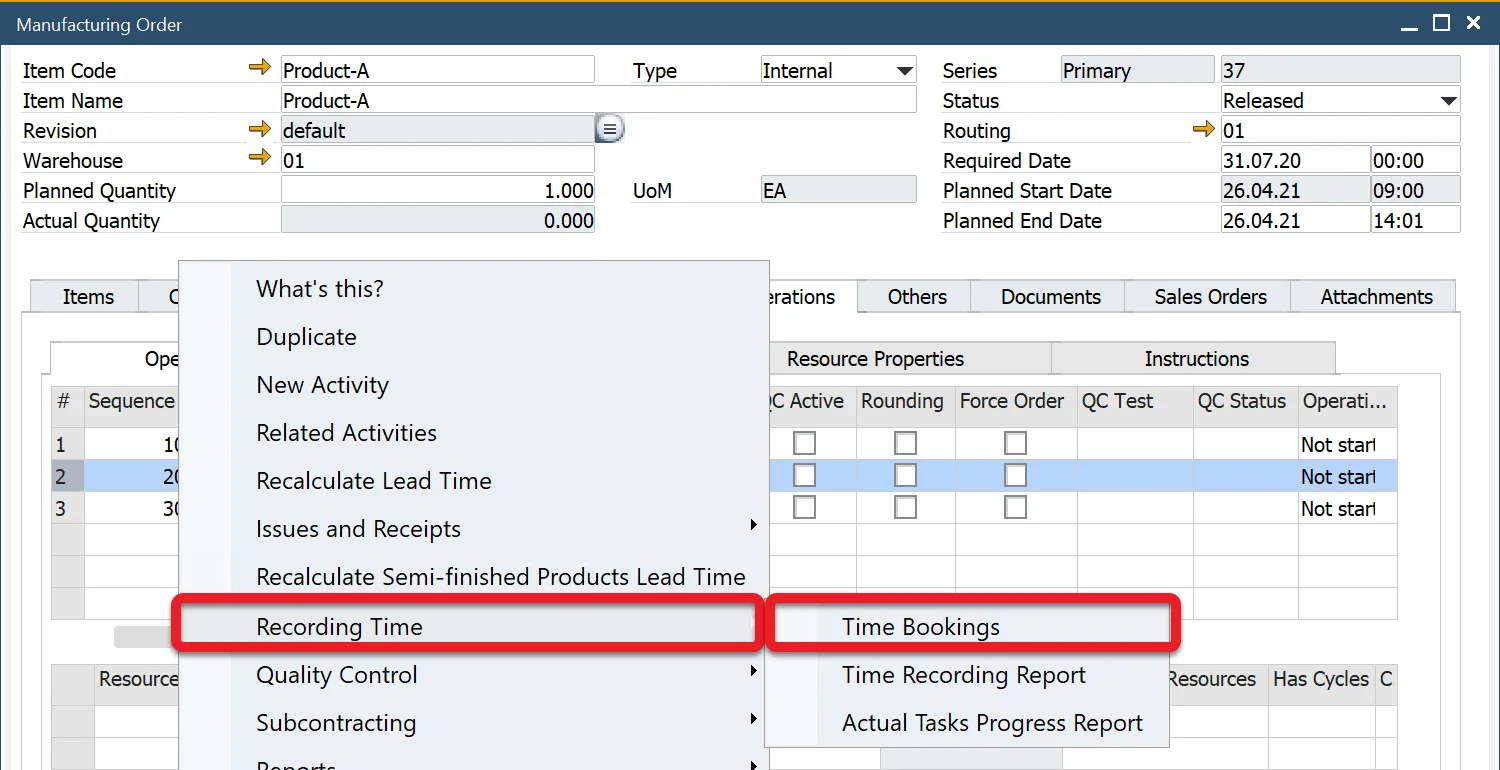 Manufacturing Order
Item Code Product-A Type Internal Series Primary 37
Item Name Product-A Status Released
Revision default Routing 01
Warehouse 01 Required Date 31.07.20 00:00
Planned Quantity 1.000 UoM EA Planned Start Date 26.04.21 09:00
Actual Quantity 0.000 Planned End Date 26.04.21 14:01
What's this?
Duplicate
New Activity
Related Activities
Recalculate Lead Time
Issues and Receipts
Recalculate Semi-finished Products Lead Time
Recording Time
Quality Control
Subcontracting
Reports
Time Bookings
Time Recording Report
Actual Tasks Progress Report
Items erations Others Documents Sales Orders Attachments
Ope Resource Properties Instructions
# Sequence QC Active Rounding Force Order QC Test QC Status Operati...
1 10 Not start
2 20 Not start
3 30 Not start
Resource Resources Has Cycles C